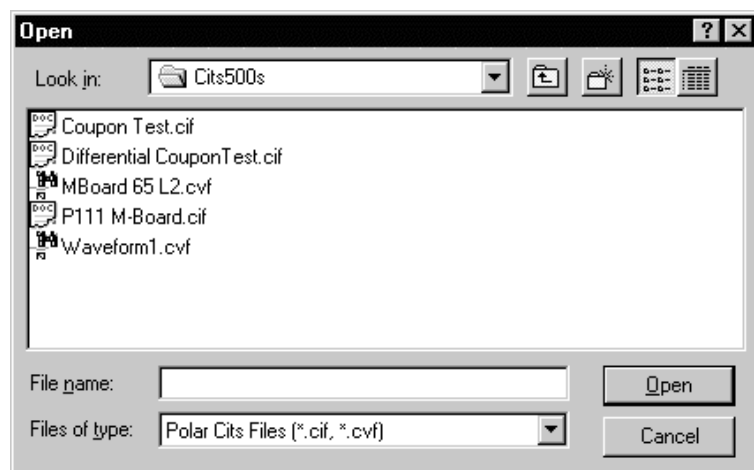 Open
Look in: Cits500s
Coupon Test.cif
Differential CouponTest.cif
MBoard 65 L2.cvf
P111 M-Board.cif
Waveform1.cvf
File name: Open
Files of type: Polar Cits Files (*.cif, *.cvf) Cancel